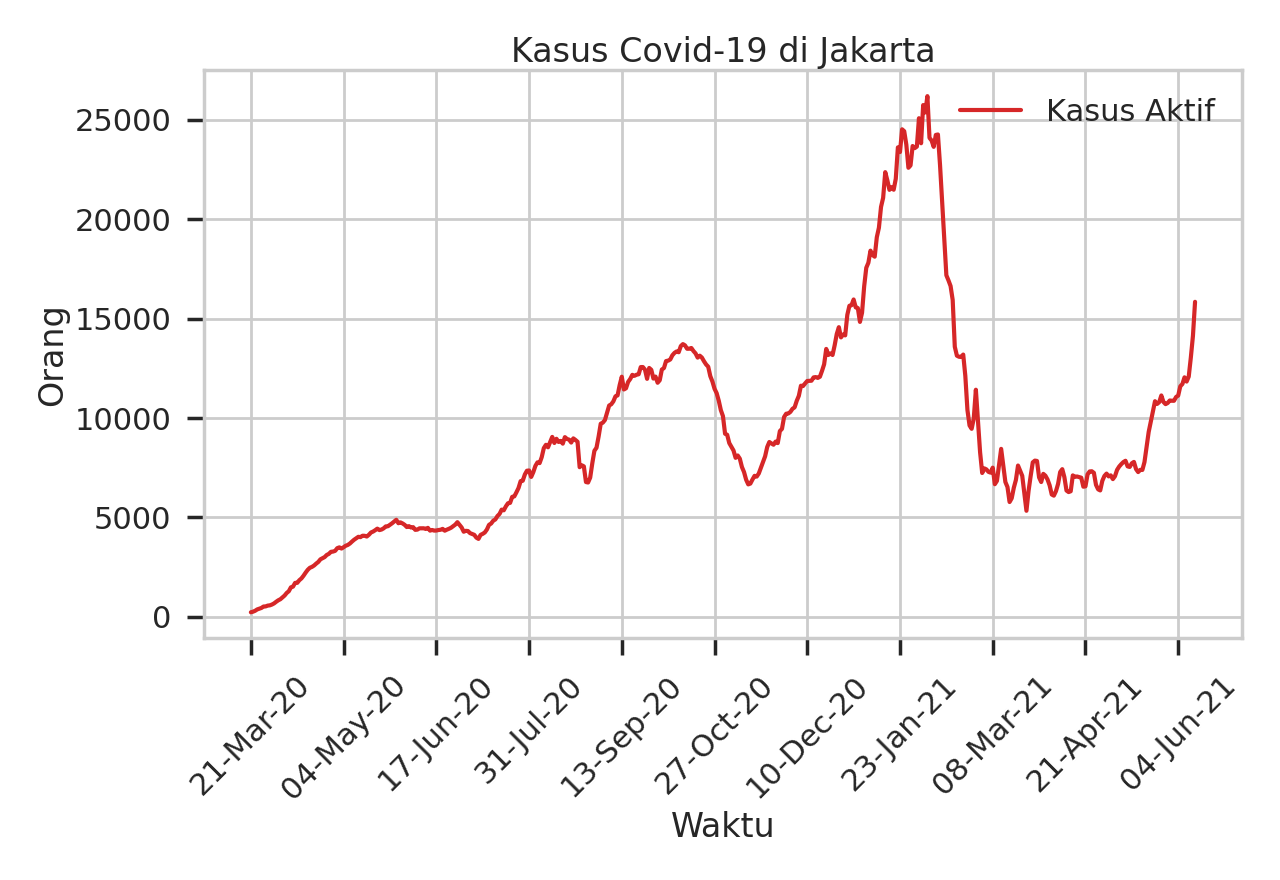 Kasus Covid-19 di Jakarta
Kasus Aktif
25000
20000
15000
10000
5000
0
Orang
21-Mar-20
04-May-20
17-Jun-20
31-Jul-20
13-Sep-20
27-Oct-20
10-Dec-20
23-Jan-21
08-Mar-21
21-Apr-21
04-Jun-21
Waktu